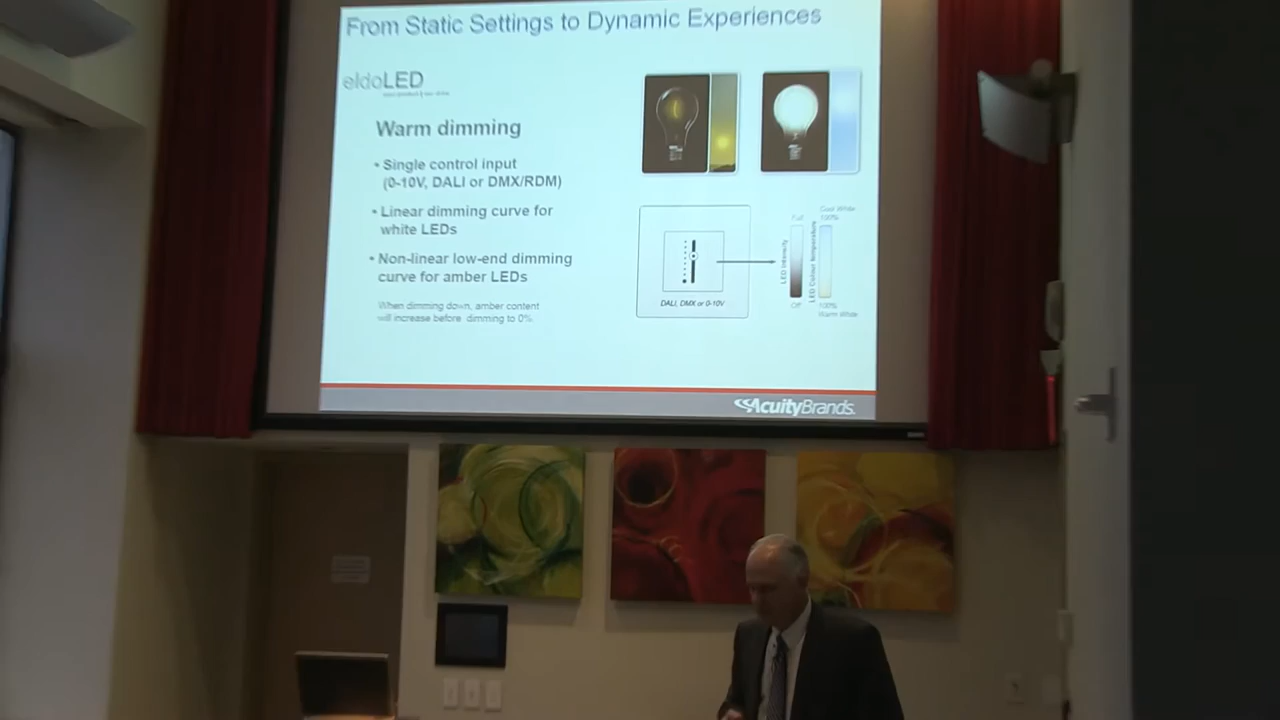 From Static Settings to Dynamic Experiences
eldoLED
Warm dimming
• Single control input
(0-10V, DALI or DMX/RDM)
• Linear dimming curve for
white LEDs
• Non-linear low-end dimming
curve for amber LEDs
When dimming down, amber content
will increase before dimming to 0%
DALI, DMX or 0-10V
Full
LED Intensity
Off
Cool White
100%
LED Colour temperature
100%
Warm White
AcuityBrands.